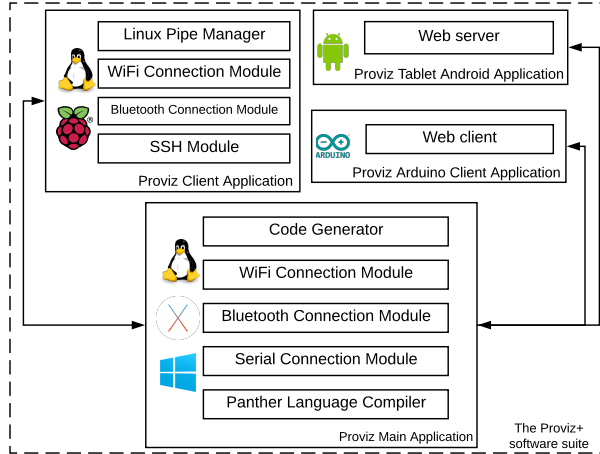 Linux Pipe Manager
WiFi Connection Module
Bluetooth Connection Module
SSH Module
Proviz Client Application
Web server
Proviz Tablet Android Application
ARDUINO
Web client
Proviz Arduino Client Application
Code Generator
WiFi Connection Module
Bluetooth Connection Module
Serial Connection Module
Panther Language Compiler
Proviz Main Application
The Proviz+
software suite